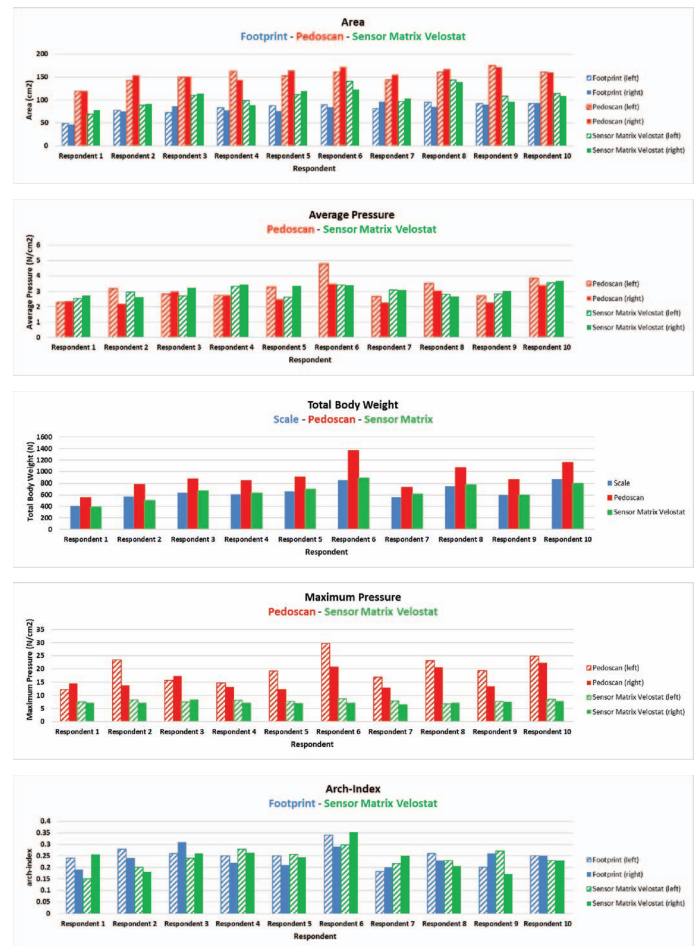 Area
Footprint - Pedoscan - Sensor Matrix Velostat
Area (cm2)
200
150
100
50
0
Respondent 1 Respondent 2 Respondent 3 Respondent 4 Respondent 5 Respondent 6 Respondent 7 Respondent 8 Respondent 9 Respondent 10
Respondent
Footprint (left)
Footprint (right)
Pedoscan (left)
Pedoscan (right)
Sensor Matrix Velostat (left)
Sensor Matrix Velostat (right)
Average Pressure
Pedoscan - Sensor Matrix Velostat
Average Pressure (N/cm2)
6
5
4
3
2
1
0
Respondent 1 Respondent 2 Respondent 3 Respondent 4 Respondent 5 Respondent 6 Respondent 7 Respondent 8 Respondent 9 Respondent 10
Respondent
Pedoscan (left)
Pedoscan (right)
Sensor Matrix Velostat (left)
Sensor Matrix Velostat (right)
Total Body Weight
Scale - Pedoscan - Sensor Matrix
Total Body Weight (N)
1600
1400
1200
1000
800
600
400
200
0
Respondent 1 Respondent 2 Respondent 3 Respondent 4 Respondent 5 Respondent 6 Respondent 7 Respondent 8 Respondent 9 Respondent 10
Respondent
Scale
Pedoscan
Sensor Matrix Velostat
Maximum Pressure
Pedoscan - Sensor Matrix Velostat
Maximum Pressure (N/cm2)
35
30
25
20
15
10
5
0
Respondent 1 Respondent 2 Respondent 3 Respondent 4 Respondent 5 Respondent 6 Respondent 7 Respondent 8 Respondent 9 Respondent 10
Respondent
Pedoscan (left)
Pedoscan (right)
Sensor Matrix Velostat (left)
Sensor Matrix Velostat (right)
Arch-Index
Footprint - Sensor Matrix Velostat
arch-index
0.4
0.35
0.3
0.25
0.2
0.15
0.1
0.05
0
Respondent 1 Respondent 2 Respondent 3 Respondent 4 Respondent 5 Respondent 6 Respondent 7 Respondent 8 Respondent 9 Respondent 10
Respondent
Footprint (left)
Footprint (right)
Sensor Matrix Velostat (left)
Sensor Matrix Velostat (right)